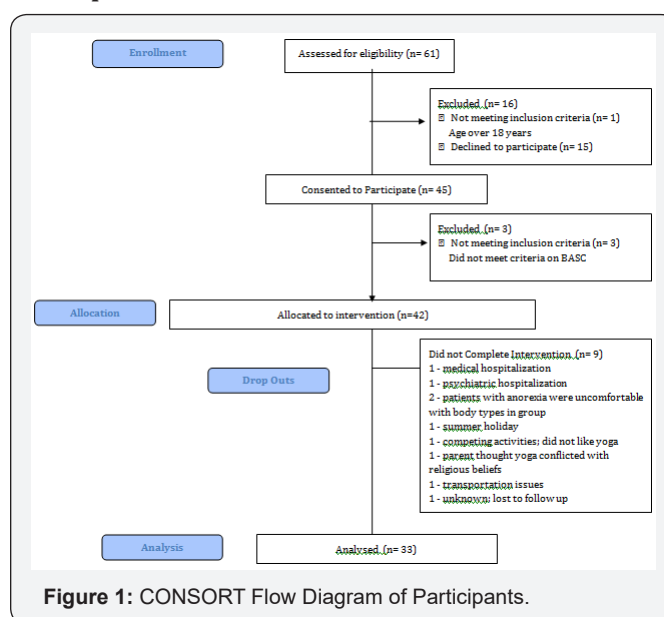 Enrollment
Assessed for eligibility (n= 61)
Excluded (n= 16)
Not meeting inclusion criteria (n= 1)
Age over 18 years
Declined to participate (n= 15)
Consented to Participate (n= 45)
Excluded (n= 3)
Not meeting inclusion criteria (n= 3)
Did not meet criteria on BASC
Allocation
Allocated to intervention (n=42)
Did not Complete Intervention (n= 9)
1 - medical hospitalization
1 - psychiatric hospitalization
2 - patients with anorexia were uncomfortable
with body types in group
1 - summer holiday
1 - competing activities; did not like yoga
1 - parent thought yoga conflicted with
religious beliefs
1 - transportation issues
1 - unknown; lost to follow up
Drop Outs
Analysis
Analysed (n= 33)
Figure 1: CONSORT Flow Diagram of Participants.